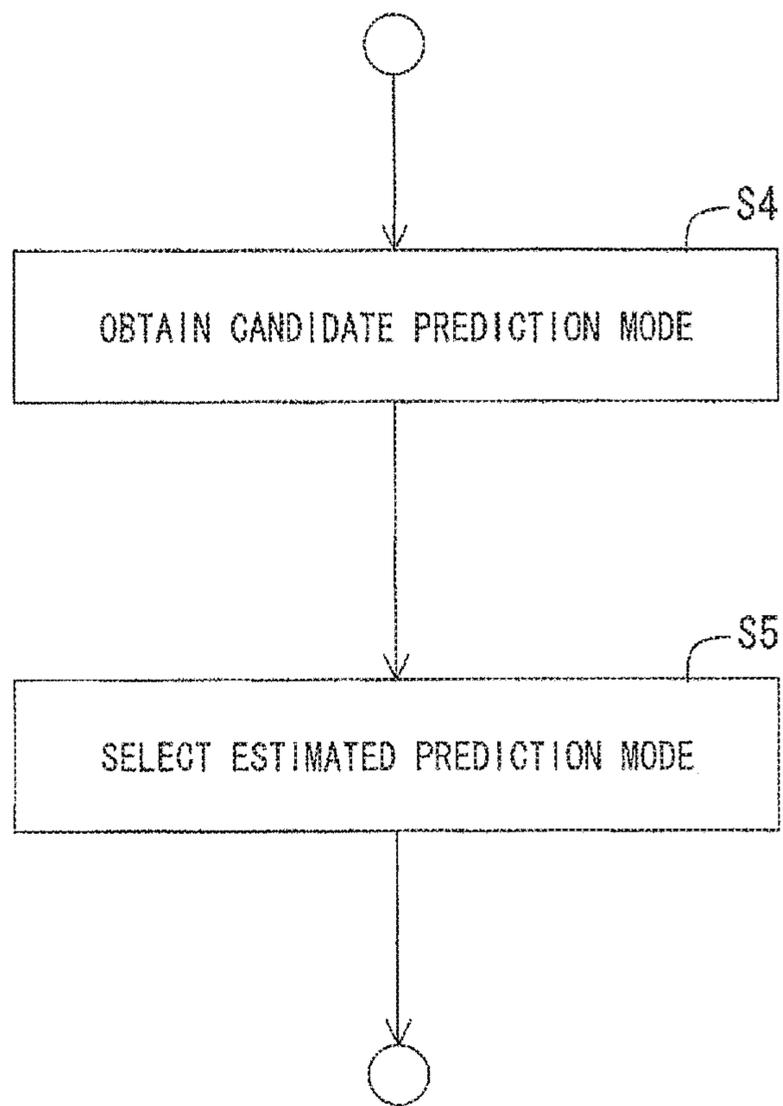 S4
OBTAIN CANDIDATE PREDICTION MODE
S5
SELECT ESTIMATED PREDICTION MODE